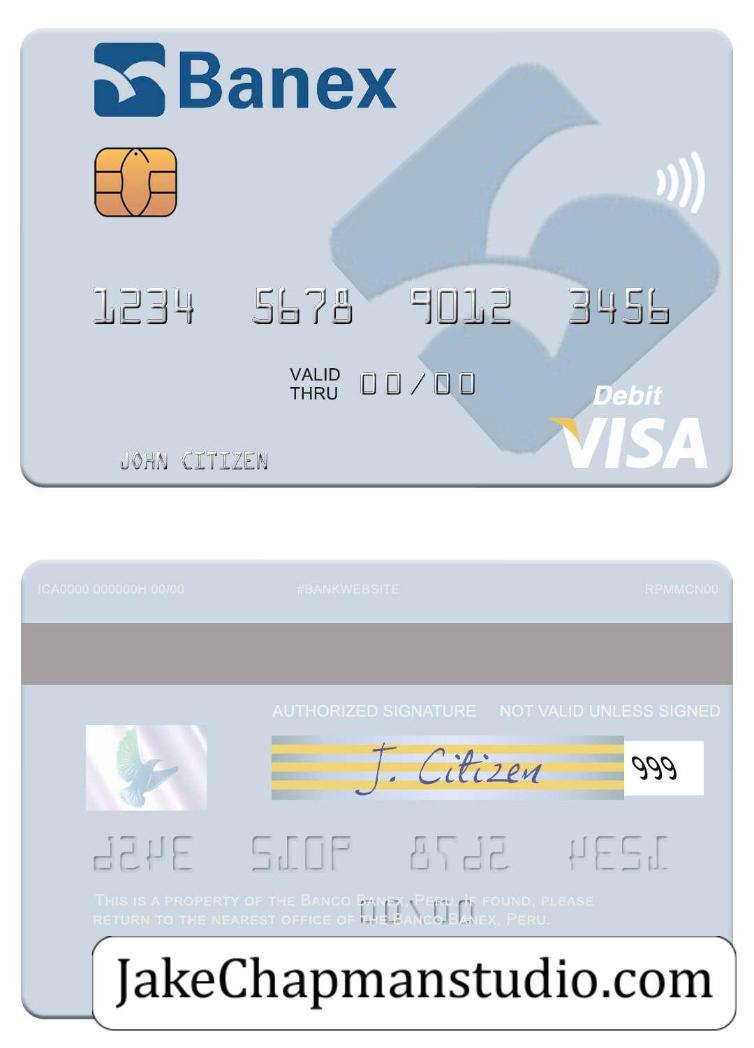 Banex
1234 5678 9012 3456
VALID THRU 00/00
Debit
VISA
JOHN CITIZEN
ICA0000 000000H 00/00 #BANKWEBSITE RPMMCN00
AUTHORIZED SIGNATURE NOT VALID UNLESS SIGNED
J. Citizen 999
THIS IS A PROPERTY OF THE BANCO BANEX, PERU. IF FOUND, PLEASE
RETURN TO THE NEAREST OFFICE OF THE BANCO BANEX, PERU.
JakeChapmanstudio.com